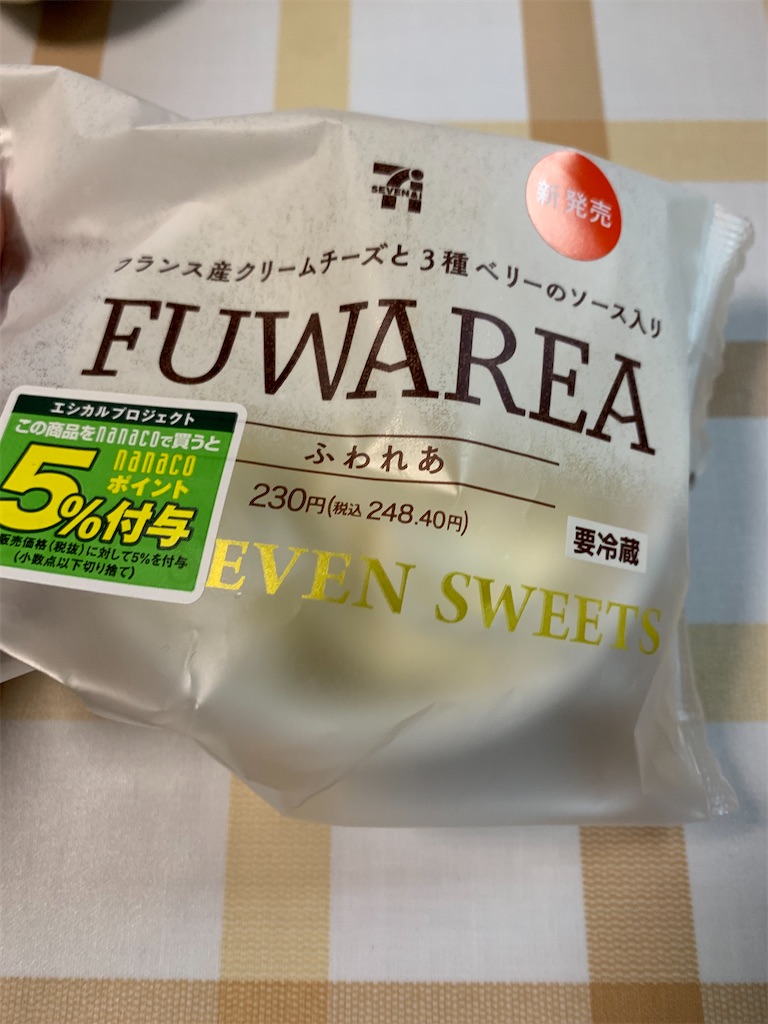 SEVEN&i
新発売
フランス産クリームチーズと3種ベリーのソース入り
FUWAREA
ふわれあ
230円(税込 248.40円)
要冷蔵
EVEN SWEETS
エシカルプロジェクト
この商品をnanacoで買うと
nanaco
ポイント
5%付与
販売価格(税抜)に対して5%を付与
(小数点以下切り捨て)